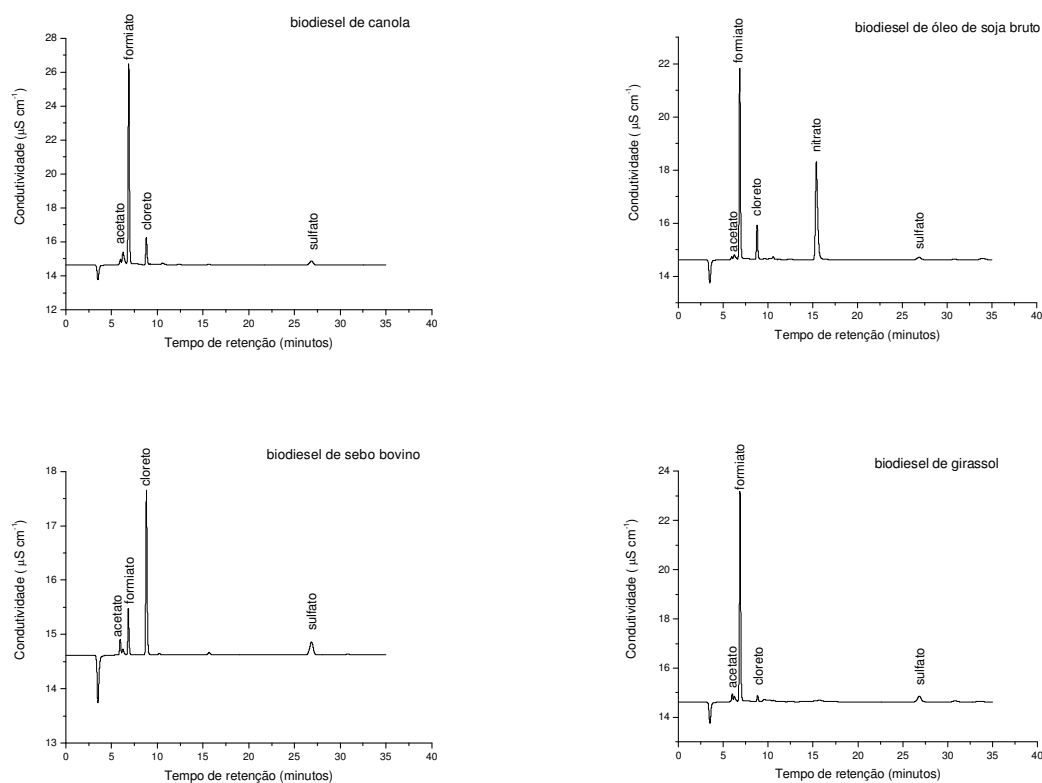 biodiesel de canola
28
26
24
22
20
18
16
14
12
Condutividade (µS cm⁻¹)
acetato
formiato
cloreto
sulfato
0 5 10 15 20 25 30 35 40
Tempo de retenção (minutos)
biodiesel de óleo de soja bruto
22
20
18
16
14
Condutividade ( µS cm⁻¹)
acetato
formiato
cloreto
nitrato
sulfato
0 5 10 15 20 25 30 35 40
Tempo de retenção (minutos)
biodiesel de sebo bovino
18
17
16
15
14
13
Condutividade ( µS cm⁻¹)
acetato
formiato
cloreto
sulfato
0 5 10 15 20 25 30 35 40
Tempo de retenção (minutos)
biodiesel de girassol
24
22
20
18
16
14
Condutividade ( µS cm⁻¹)
acetato
formiato
cloreto
sulfato
0 5 10 15 20 25 30 35 40
Tempo de retenção (minutos)